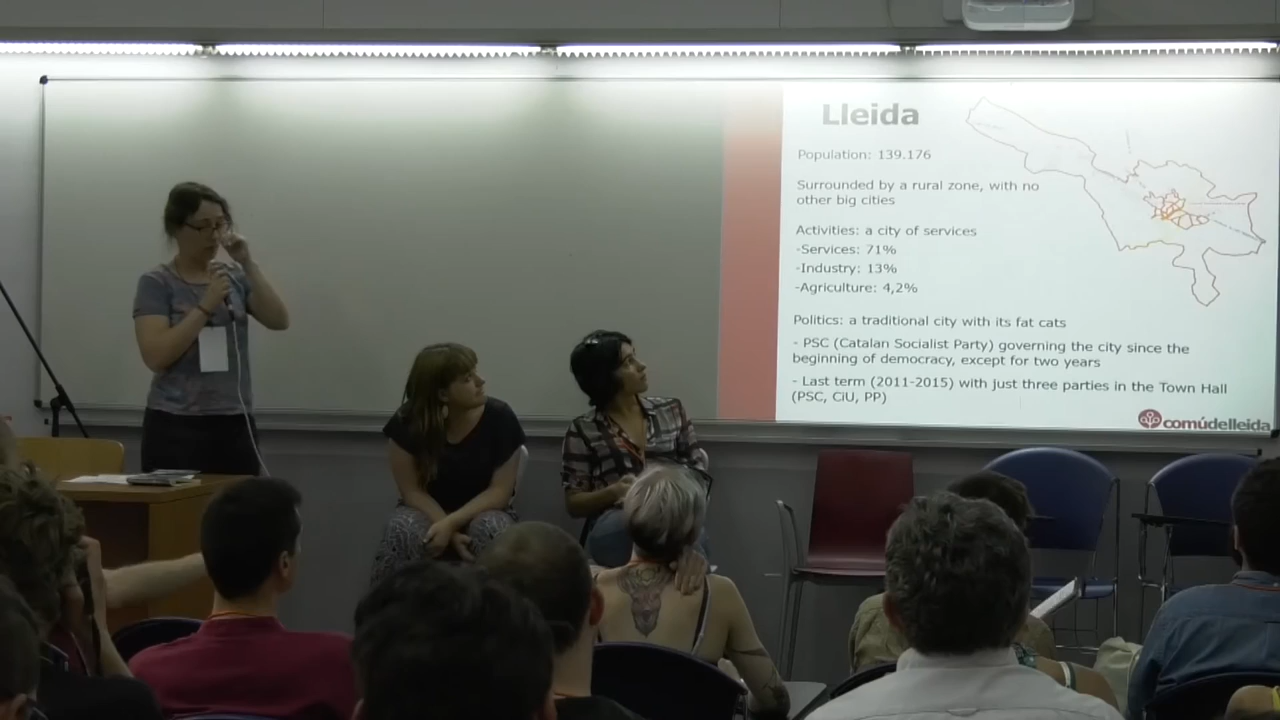 Lleida
Population: 139.176
Surrounded by a rural zone, with no
other big cities
Activities: a city of services
-Services: 71%
-Industry: 13%
-Agriculture: 4,2%
Politics: a traditional city with its fat cats
- PSC (Catalan Socialist Party) governing the city since the
beginning of democracy, except for two years
- Last term (2011-2015) with just three parties in the Town Hall
(PSC, CiU, PP)
comúdelleida